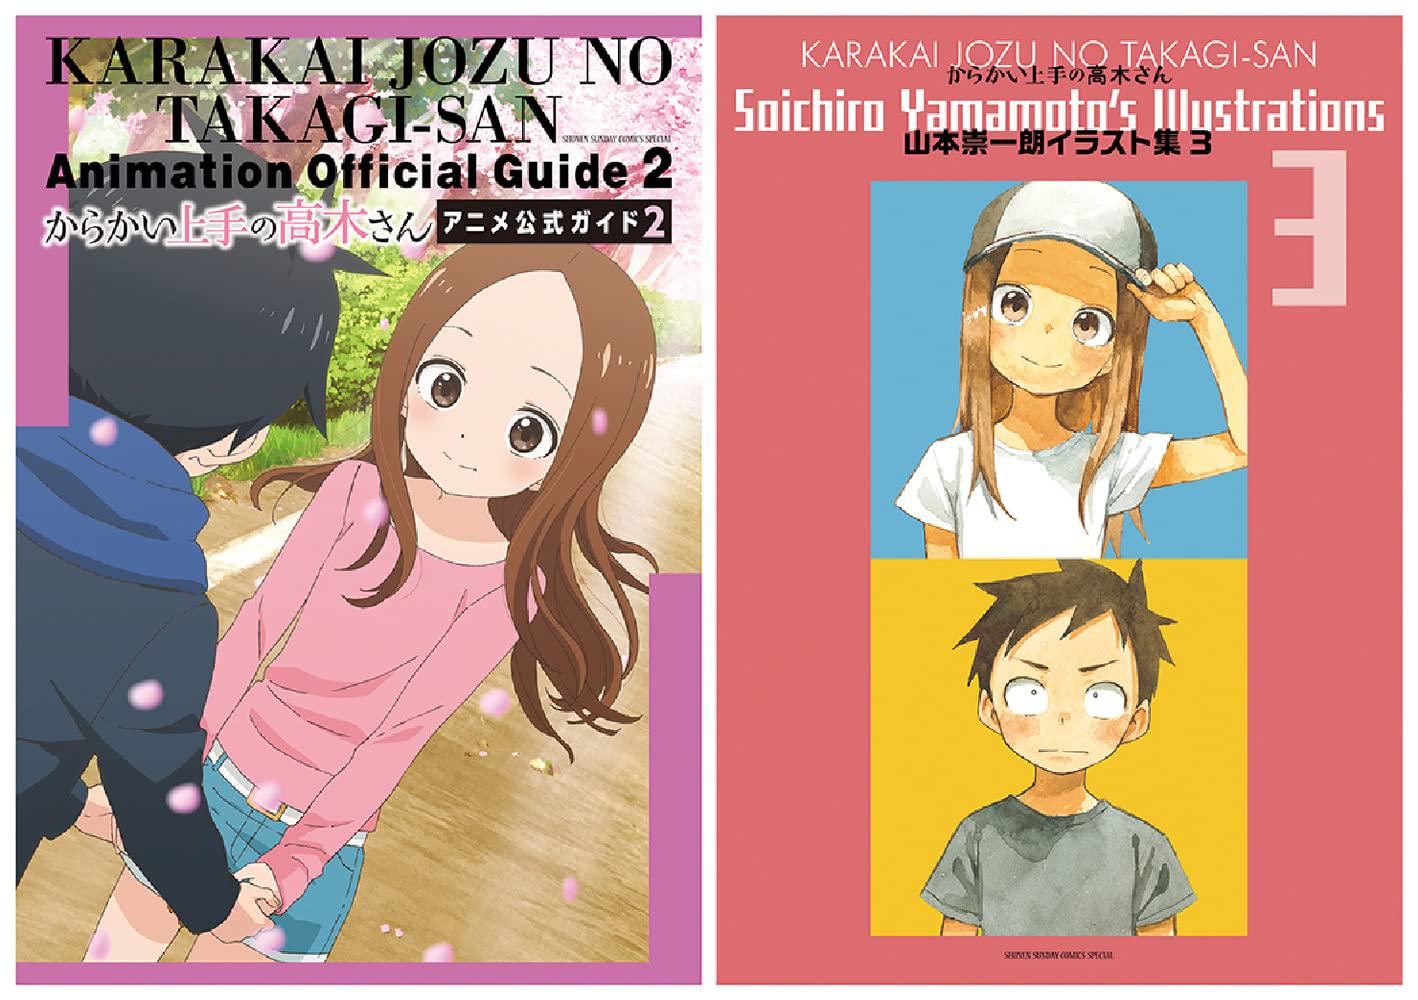 KARAKAI JOZU NO
TAKAGI-SAN
SHONEN SUNDAY COMICS SPECIAL
Animation Official Guide 2
からかい上手の高木さん アニメ公式ガイド2
KARAKAI JOZU NO TAKAGI-SAN
からかい上手の高木さん
Soichiro Yamamoto's Illustrations
山本崇一朗イラスト集 3
3
SHONEN SUNDAY COMICS SPECIAL